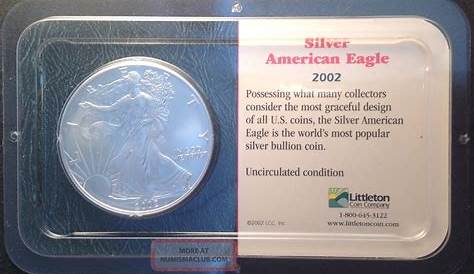 Silver
American Eagle
2002
Possessing what many collectors
consider the most graceful design
of all U.S. coins, the Silver American
Eagle is the world's most popular
silver bullion coin.
Uncirculated condition
Littleton
Coin Company
1-800-645-3122
www.littletoncoin.com
©2002 LCC, Inc.
LIBERTY
2002
MORE AT
NUMISMACLUB.COM